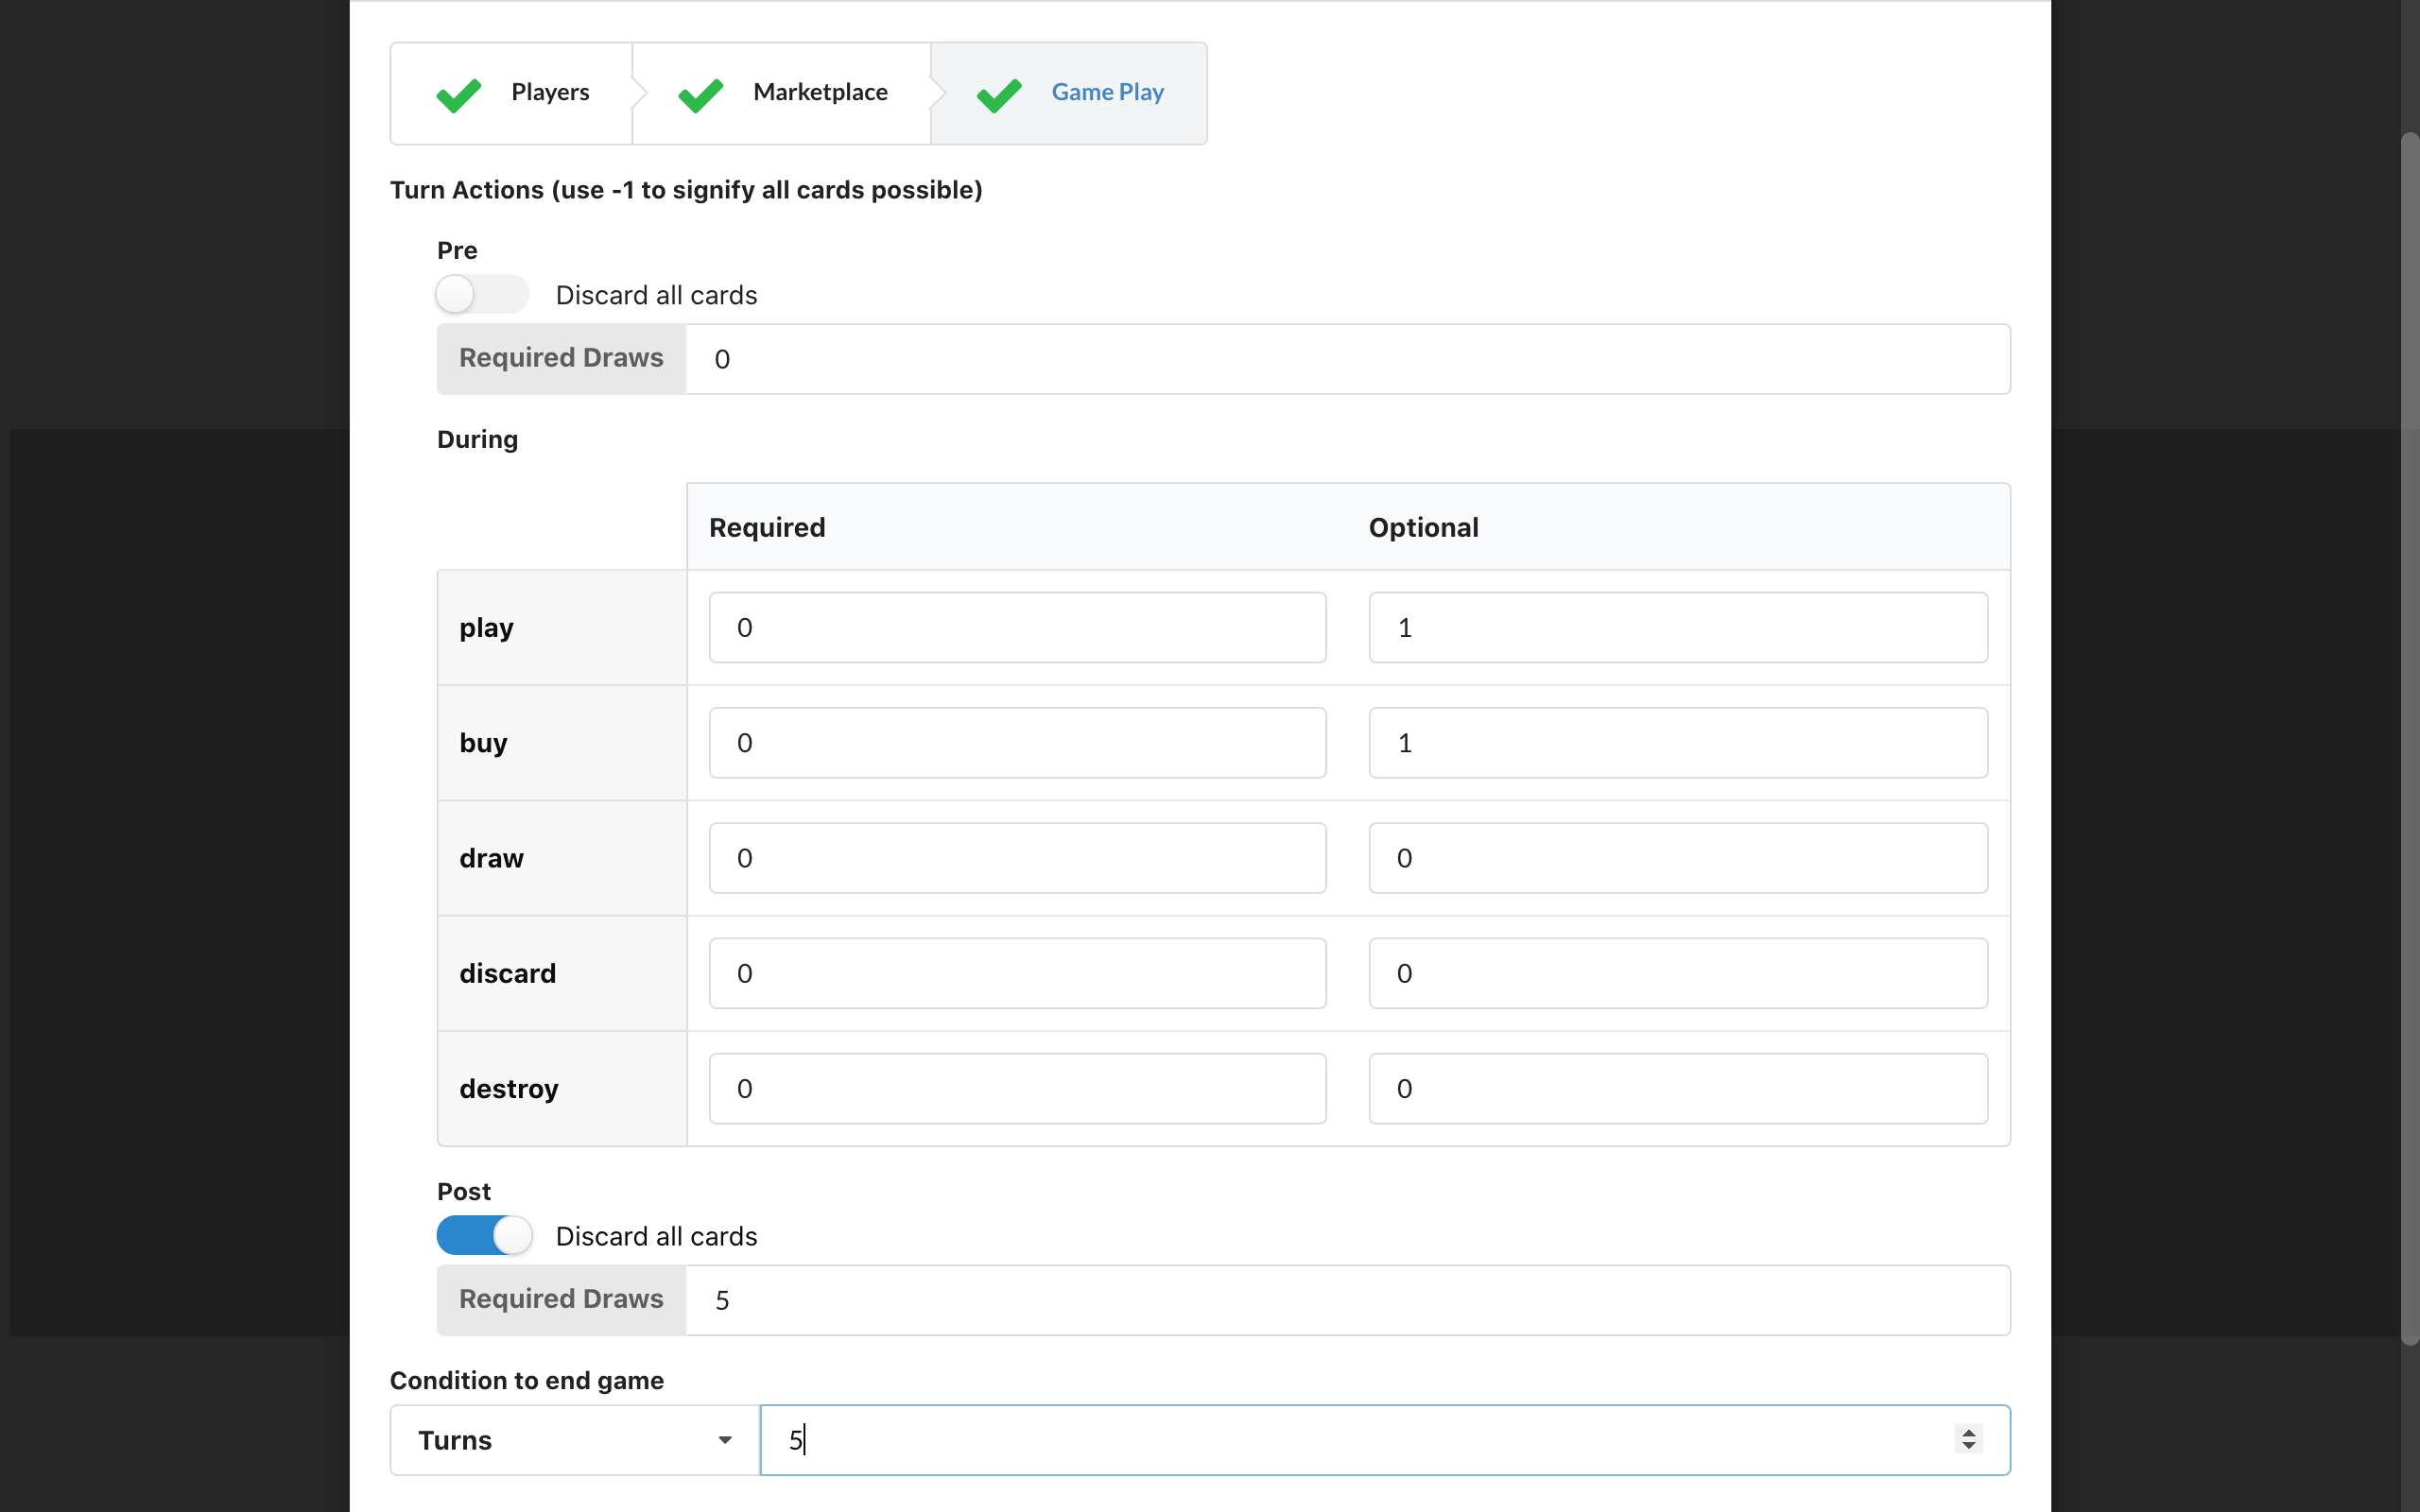 Players Marketplace Game Play
Turn Actions (use -1 to signify all cards possible)
Pre
Discard all cards
Required Draws 0
During
Required Optional
play 0 1
buy 0 1
draw 0 0
discard 0 0
destroy 0 0
Post
Discard all cards
Required Draws 5
Condition to end game
Turns 5